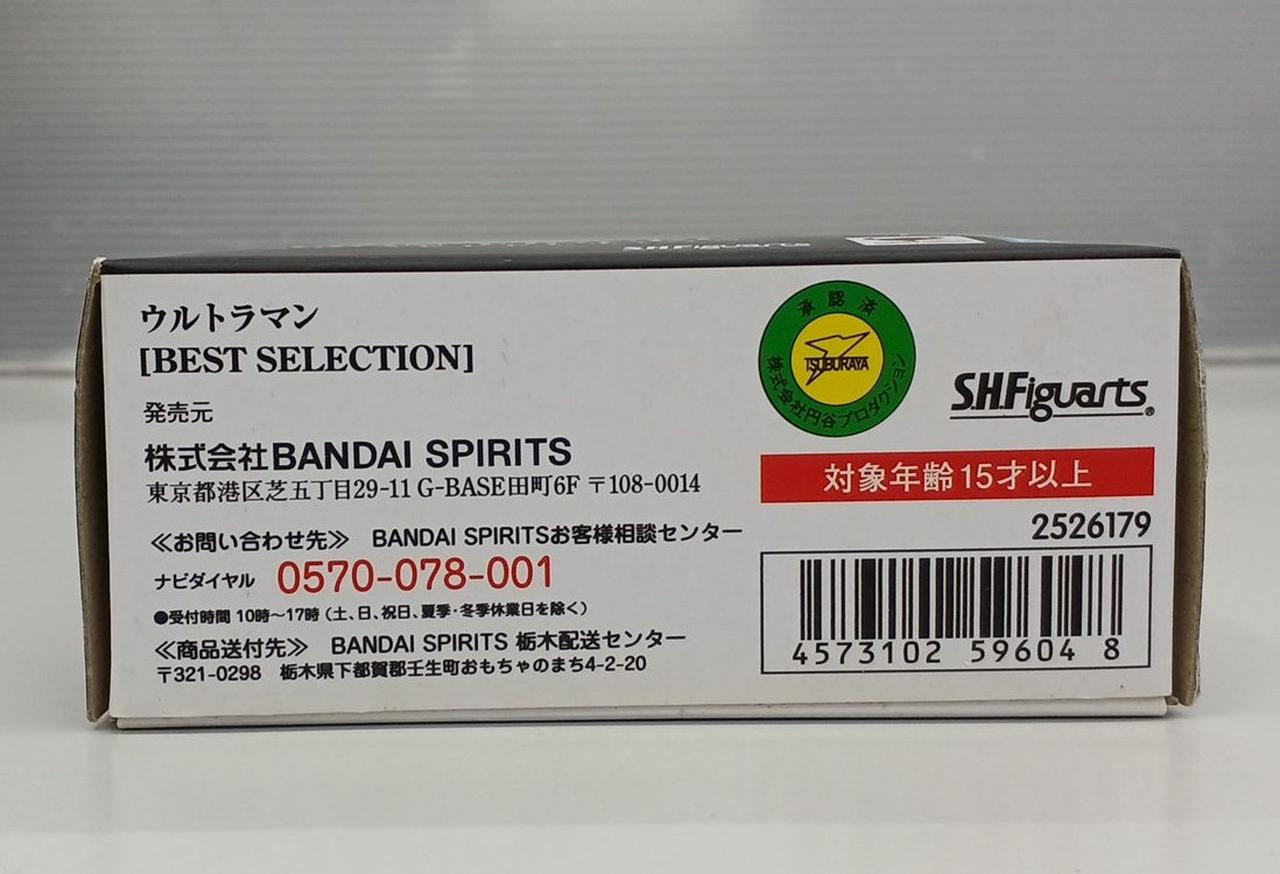 S.H.Figuarts
ウルトラマン
[BEST SELECTION]
発売元
株式会社BANDAI SPIRITS
東京都港区芝五丁目29-11 G-BASE田町6F 〒108-0014
≪お問い合わせ先≫ BANDAI SPIRITSお客様相談センター
ナビダイヤル 0570-078-001
●受付時間 10時～17時（土、日、祝日、夏季・冬季休業日を除く）
≪商品送付先≫ BANDAI SPIRITS 栃木配送センター
〒321-0298 栃木県下都賀郡壬生町おもちゃのまち4-2-20
承認済
TSUBURAYA
株式会社円谷プロダクション
S.H.Figuarts®
対象年齢15才以上
2526179
4573102 59604 8